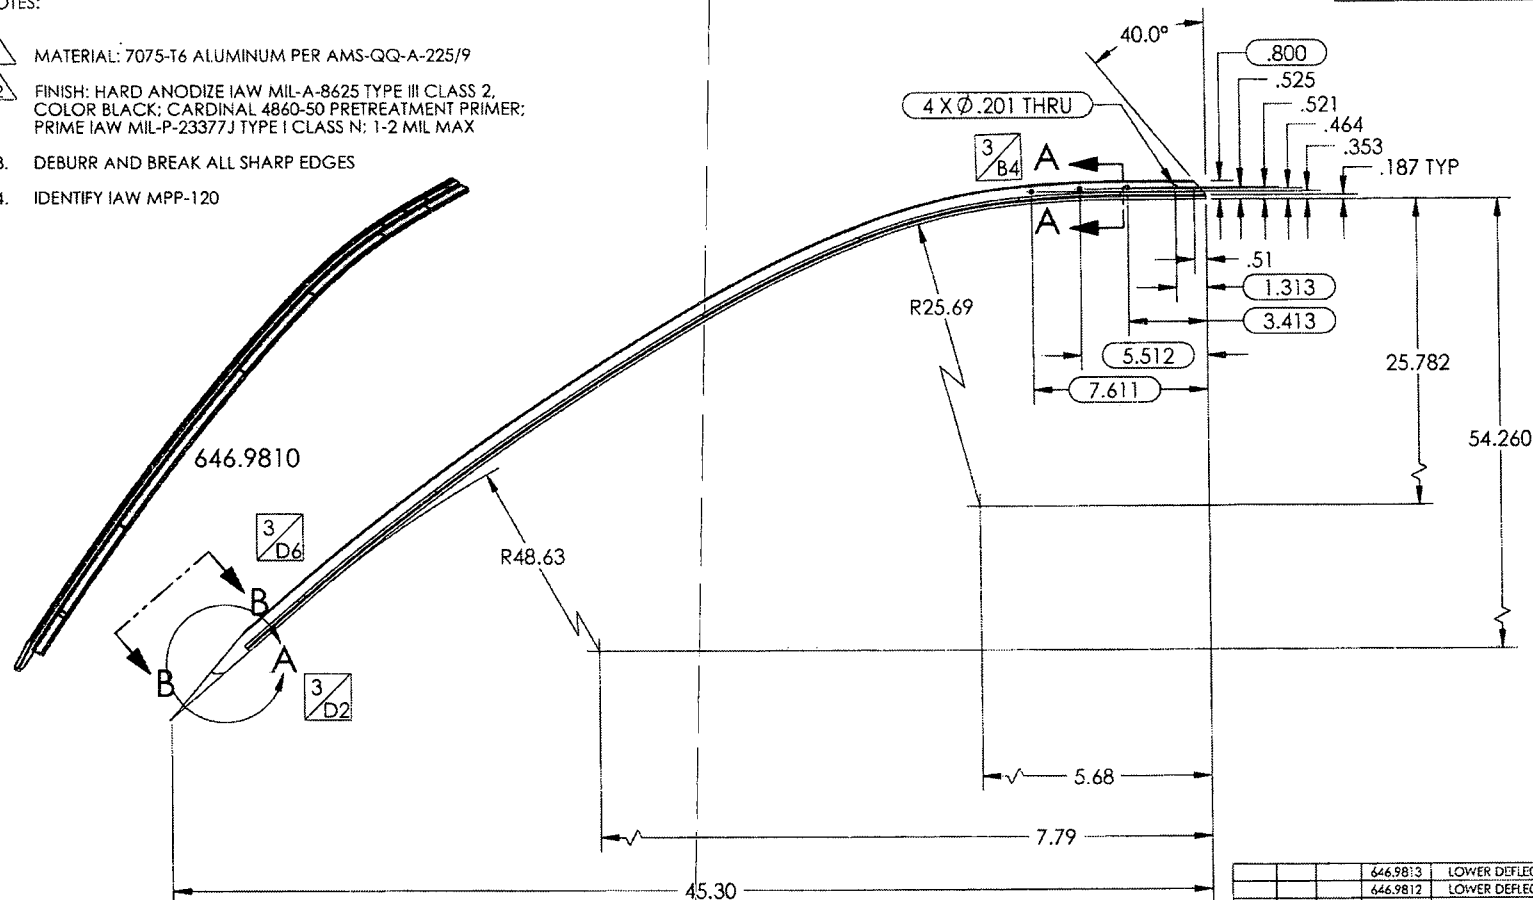 OTES:
MATERIAL: 7075-T6 ALUMINUM PER AMS-QQ-A-225/9
2
FINISH: HARD ANODIZE IAW MIL-A-8625 TYPE III CLASS 2,
COLOR BLACK; CARDINAL 4860-50 PRETREATMENT PRIMER;
PRIME IAW MIL-P-23377J TYPE I CLASS N: 1-2 MIL MAX
3. DEBURR AND BREAK ALL SHARP EDGES
4. IDENTIFY IAW MPP-120
40.0°
.800
.525
.521
.464
.353
.187 TYP
4 X Ø.201 THRU
3
B4
A
A
.51
1.313
3.413
5.512
7.611
R25.69
25.782
54.260
646.9810
R48.63
3
D6
B
B
A
3
D2
5.68
7.79
45.30
646.9813 LOWER DEFLEC
646.9812 LOWER DEFLEC